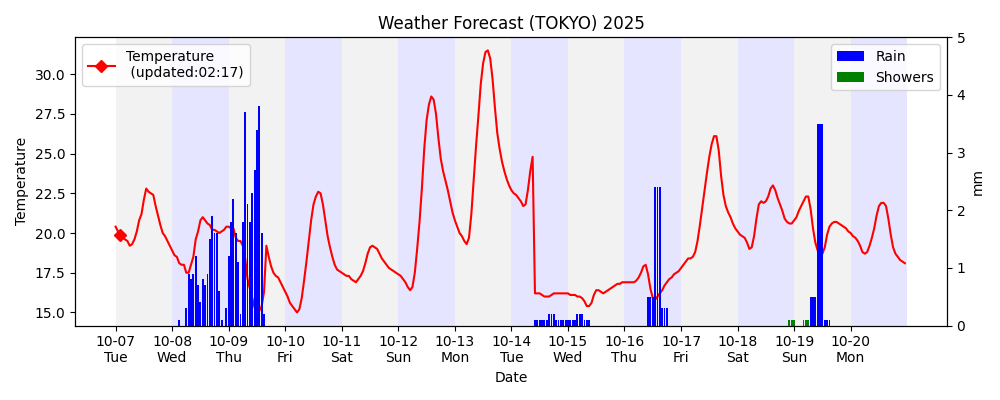 Weather Forecast (TOKYO) 2025
Temperature
(updated:02:17)
Rain
Showers
Temperature
30.0
27.5
25.0
22.5
20.0
17.5
15.0
5
4
3
2
1
0
mm
10-07 10-08 10-09 10-10 10-11 10-12 10-13 10-14 10-15 10-16 10-17 10-18 10-19 10-20
Tue Wed Thu Fri Sat Sun Mon Tue Wed Thu Fri Sat Sun Mon
Date